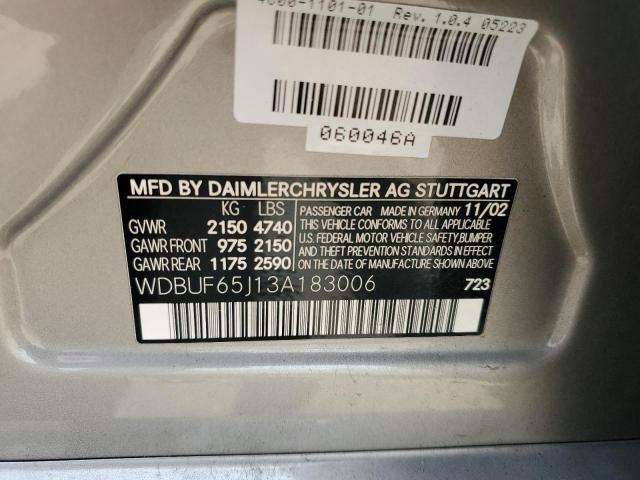 -1101-01 Rev. 1.0.4 05223
060046A
MFD BY DAIMLERCHRYSLER AG STUTTGART
KG LBS
GVWR 2150 4740
GAWR FRONT 975 2150
GAWR REAR 1175 2590
PASSENGER CAR MADE IN GERMANY 11/02
THIS VEHICLE CONFORMS TO ALL APPLICABLE
U.S. FEDERAL MOTOR VEHICLE SAFETY,BUMPER
AND THEFT PREVENTION STANDARDS IN EFFECT
ON THE DATE OF MANUFACTURE SHOWN ABOVE
WDBUF65J13A183006 723